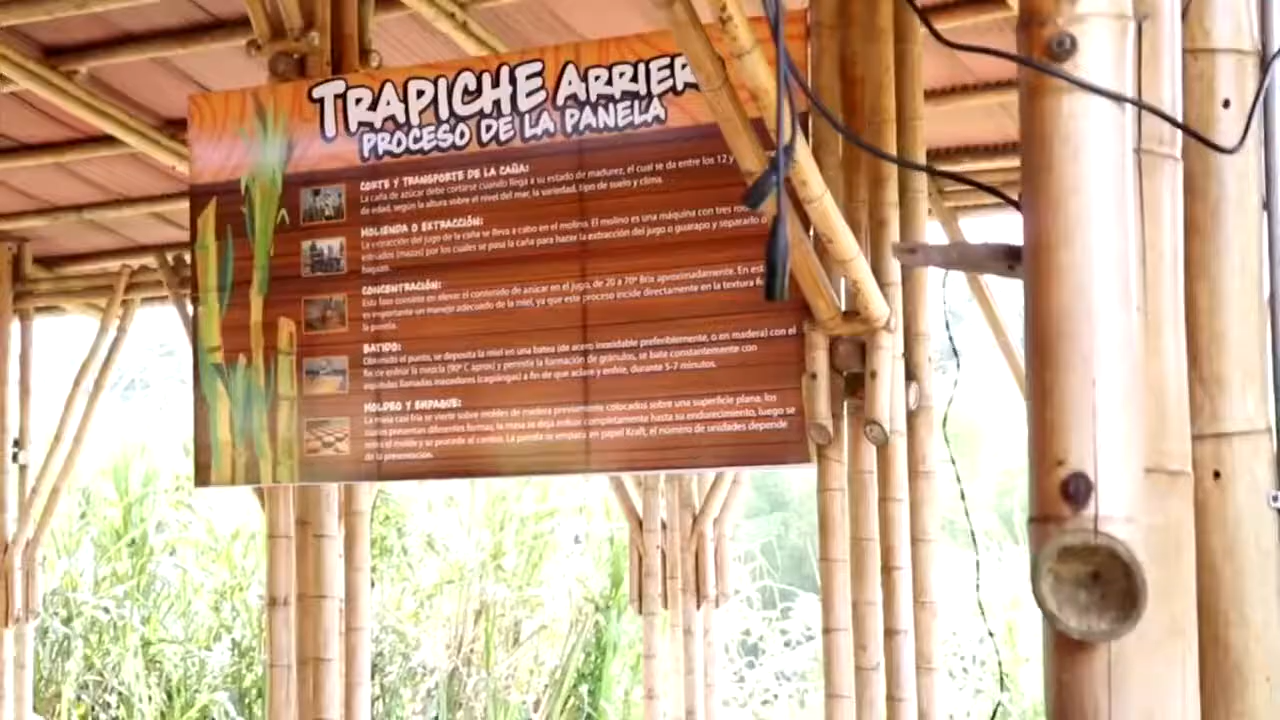 TRAPICHE ARRIER
PROCESO DE LA PANELA
CORTE Y TRANSPORTE DE LA CAÑA:
La caña de azúcar debe cortarse cuando llega a su estado de madurez, el cual se da entre los 12 y
de edad, según la altura sobre el nivel del mar, la variedad, tipo de suelo y clima.
MOLIENDA O EXTRACCIÓN:
La extracción del jugo de la caña se lleva a cabo en el molino. El molino es una máquina con tres
estriados (mazas) por los cuales se pasa la caña para hacer la extracción del jugo o guarapo y separarlo
bagazo.
CONCENTRACIÓN:
Esta fase consiste en elevar el contenido de azúcar en el jugo, de 20 a 70º Brix aproximadamente. En
es importante un manejo adecuado de la miel, ya que este proceso incide directamente en la textura
la panela.
BATIDO:
Obtenido el punto, se deposita la miel en una batea (de acero inoxidable preferiblemente, o en madera) con el
fin de enfriar la mezcla (90º C aprox) y permitir la formación de gránulos, se bate constantemente con
espátulas llamadas mecedores (cagüingas) a fin de que aclare y enfríe, durante 5-7 minutos.
MOLDEO Y EMPAQUE:
La masa casi fría se vierte sobre moldes de madera previamente colocados sobre una superficie plana, los
cuales presentan diferentes formas, la masa se deja enfriar completamente hasta su endurecimiento, luego se
retira el molde y se procede al cambio. La panela se empaca en papel Kraft, el número de unidades depende
de la presentación.